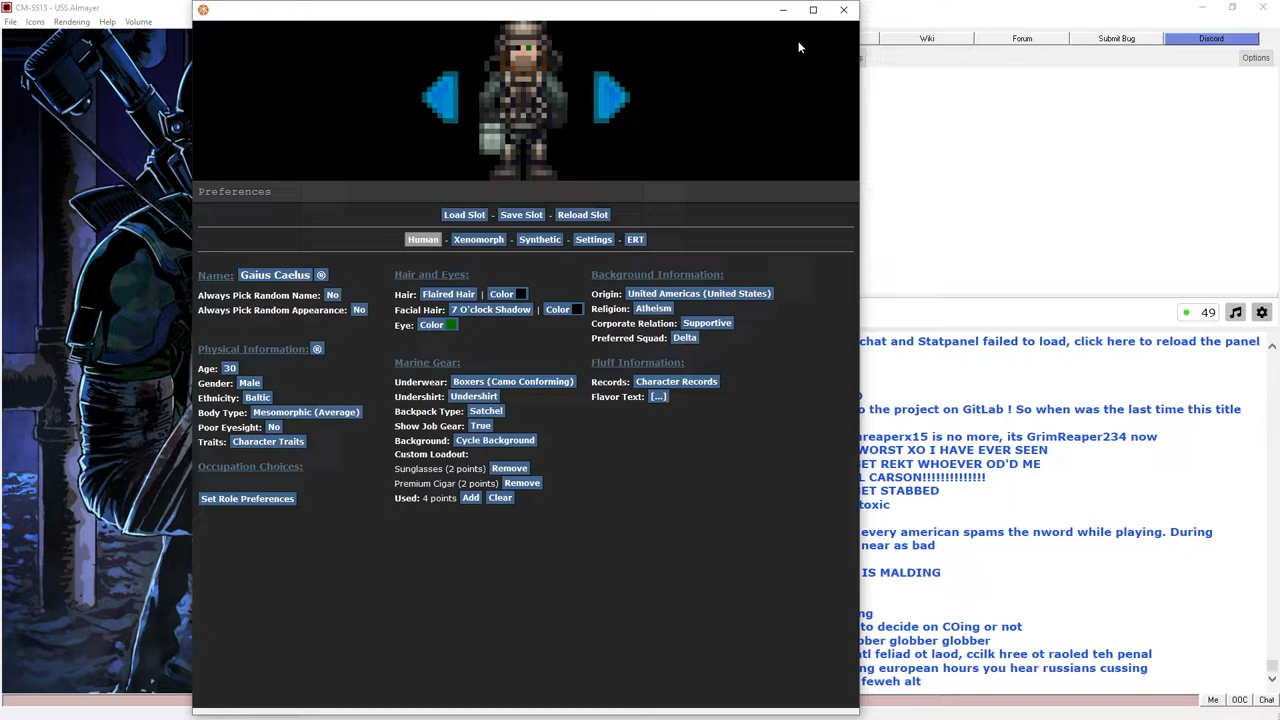 CM-SS13 - USS Almayer
File Icons Rendering Help Volume
Wiki Forum Submit Bug Discord
Options
Preferences
Load Slot - Save Slot - Reload Slot
Human - Xenomorph - Synthetic - Settings - ERT
Name: Gaius Caelus ®
Always Pick Random Name: No
Always Pick Random Appearance: No
Physical Information: ®
Age: 30
Gender: Male
Ethnicity: Baltic
Body Type: Mesomorphic (Average)
Poor Eyesight: No
Traits: Character Traits
Occupation Choices:
Set Role Preferences
Hair and Eyes:
Hair: Flaired Hair | Color
Facial Hair: 7 O'clock Shadow | Color
Eye: Color
Marine Gear:
Underwear: Boxers (Camo Conforming)
Undershirt: Undershirt
Backpack Type: Satchel
Show Job Gear: True
Background: Cycle Background
Custom Loadout:
Sunglasses (2 points) Remove
Premium Cigar (2 points) Remove
Used: 4 points Add Clear
Background Information:
Origin: United Americas (United States)
Religion: Atheism
Corporate Relation: Supportive
Preferred Squad: Delta
Fluff Information:
Records: Character Records
Flavor Text: [...]
49
chat and Statpanel failed to load, click here to reload the panel
o the project on GitLab ! So when was the last time this title
reaperx15 is no more, its GrimReaper234 now
WORST XO I HAVE EVER SEEN
ET REKT WHOEVER OD'D ME
L CARSON!!!!!!!!!!!!!!
ET STABBED
toxic
every american spams the nword while playing. During
near as bad
IS MALDING
ng
to decide on COing or not
bber globber globber
atl feliad ot laod, ccilk hree ot raoled teh penal
ng european hours you hear russians cussing
feweh alt
Me OOC Chat